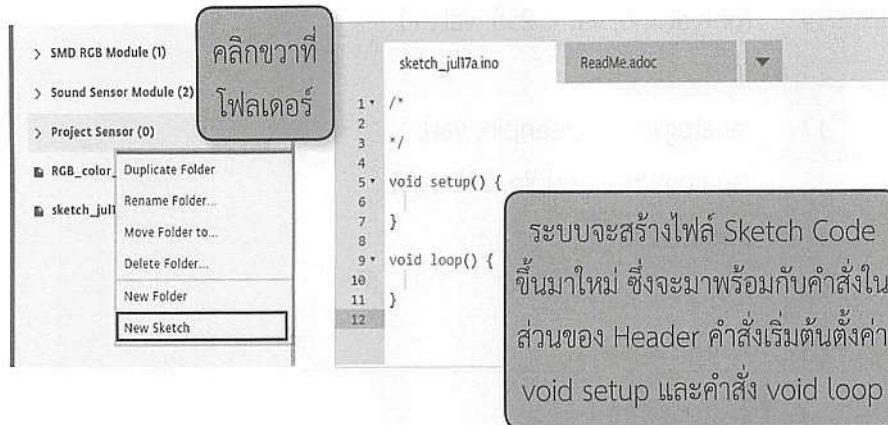 > SMD RGB Module (1)
> Sound Sensor Module (2)
> Project Sensor (0)
RGB_color_
sketch_jul1
คลิกขวาที่
โฟลเดอร์
Duplicate Folder
Rename Folder...
Move Folder to...
Delete Folder...
New Folder
New Sketch
sketch_jul17a.ino
ReadMe.adoc
1 /*
2
3 */
4
5 void setup() {
6
7 }
8
9 void loop() {
10
11 }
12
ระบบจะสร้างไฟล์ Sketch Code
ขึ้นมาใหม่ ซึ่งจะมาพร้อมกับคำสั่งใน
ส่วนของ Header คำสั่งเริ่มต้นตั้งค่า
void setup และคำสั่ง void loop